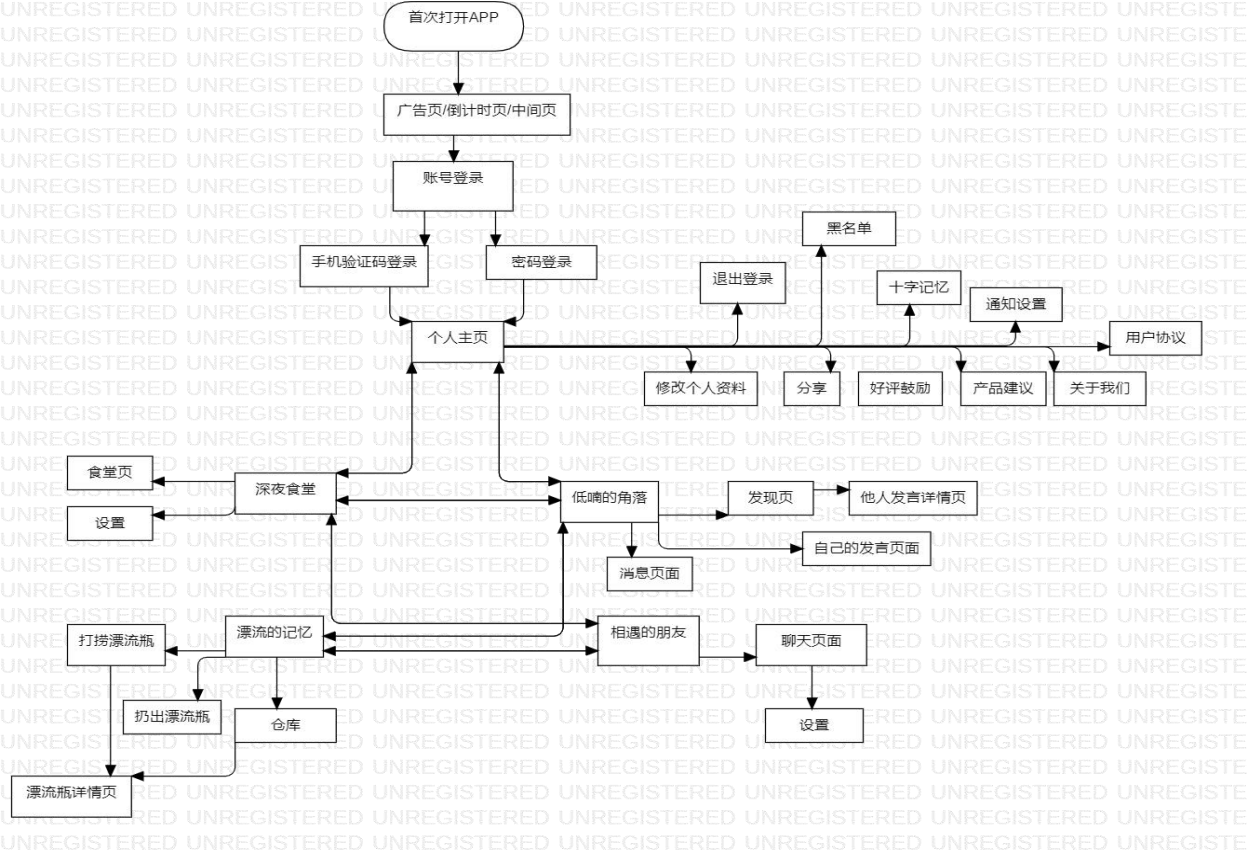 首次打开APP
广告页/倒计时页/中间页
账号登录
手机验证码登录
密码登录
个人主页
黑名单
退出登录
十字记忆
通知设置
用户协议
修改个人资料
分享
好评鼓励
产品建议
关于我们
食堂页
深夜食堂
设置
低喃的角落
发现页
他人发言详情页
自己的发言页面
消息页面
打捞漂流瓶
漂流的记忆
相遇的朋友
聊天页面
扔出漂流瓶
仓库
设置
漂流瓶详情页
UNREGISTERED